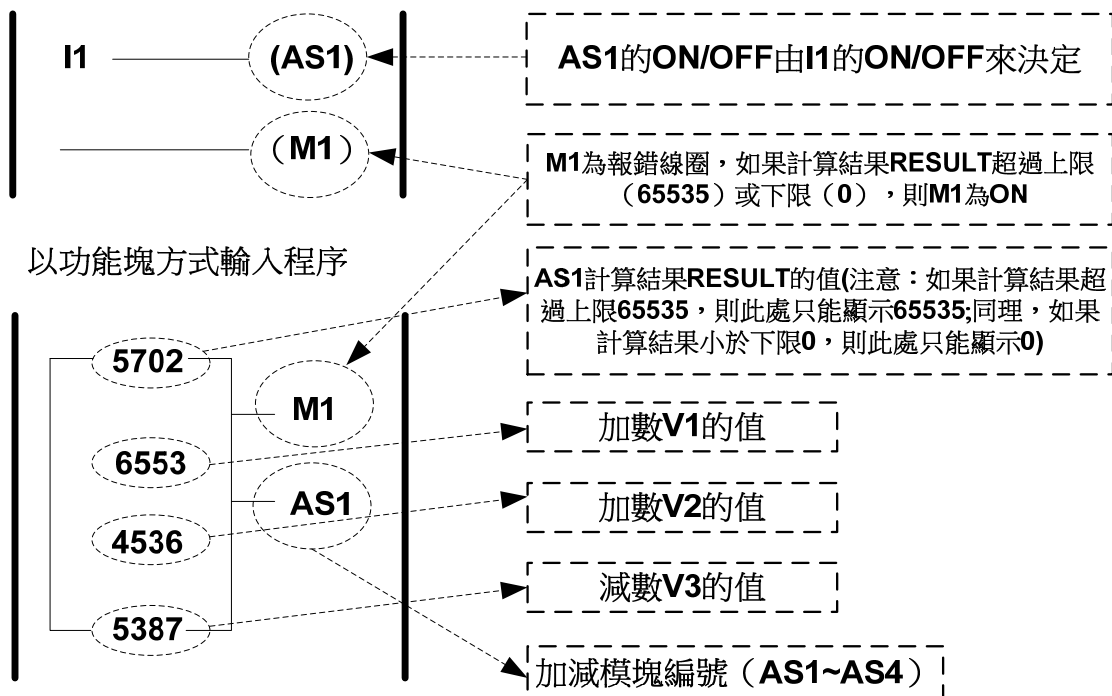 I1
(AS1)
AS1的ON/OFF由I1的ON/OFF來決定
（M1）
M1為報錯線圈，如果計算結果RESULT超過上限
（65535）或下限（0），則M1為ON
以功能塊方式輸入程序
AS1計算結果RESULT的值(注意：如果計算結果超
過上限65535，則此處只能顯示65535;同理，如果
計算結果小於下限0，則此處只能顯示0)
5702
M1
6553
加數V1的值
AS1
4536
加數V2的值
5387
減數V3的值
加减模塊編號（AS1~AS4）